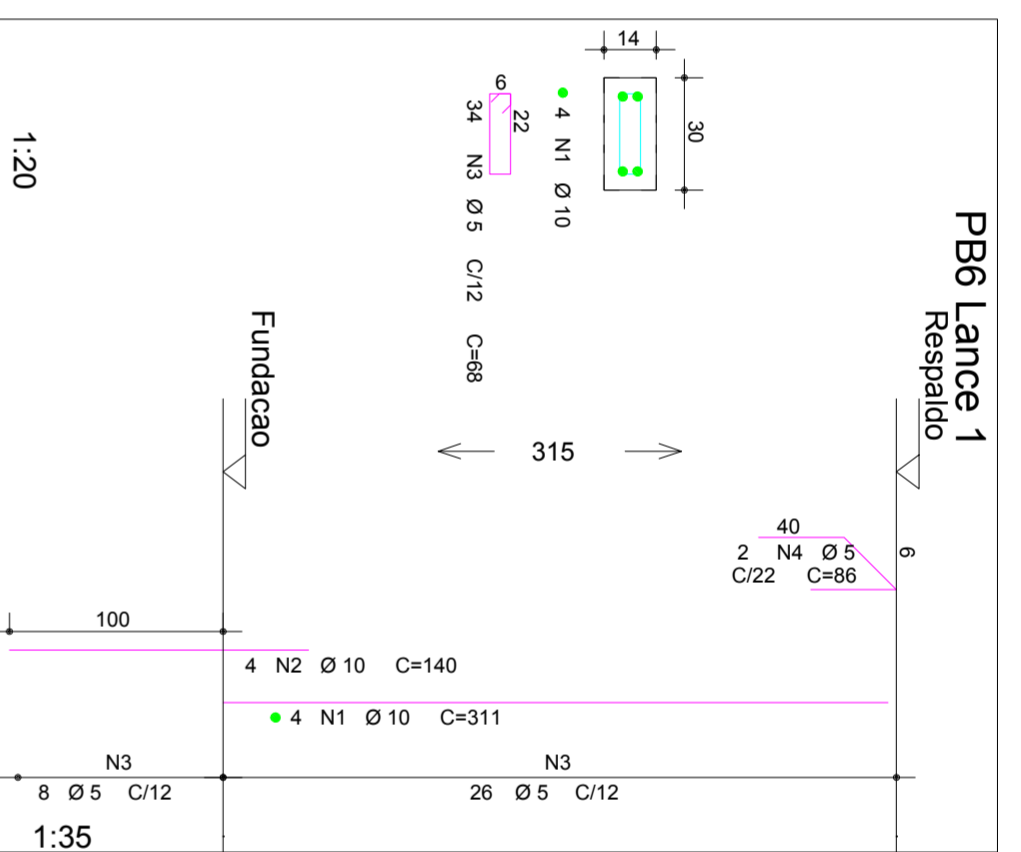 PB6 Lance 1
Respaldo
14
30
4 N1 Ø 10
6
22
34 N3 Ø 5 C/12 C=68
1:20
Fundacao
315
40
2 N4 Ø 5
C/22 C=86
6
100
4 N2 Ø 10 C=140
4 N1 Ø 10 C=311
N3
8 Ø 5 C/12
N3
26 Ø 5 C/12
1:35